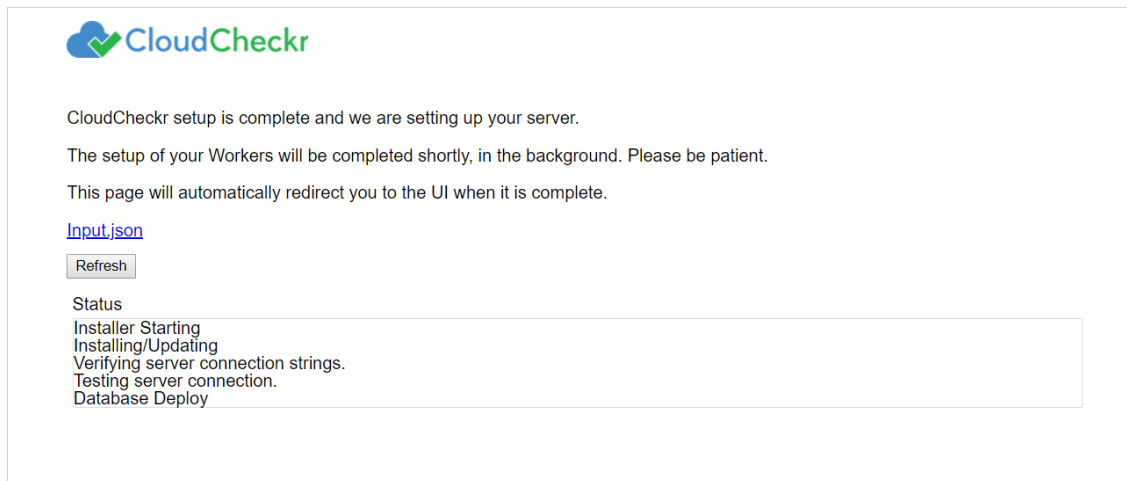 CloudCheckr
CloudCheckr setup is complete and we are setting up your server.
The setup of your Workers will be completed shortly, in the background. Please be patient.
This page will automatically redirect you to the UI when it is complete.
Input.json
Refresh
Status
Installer Starting
Installing/Updating
Verifying server connection strings.
Testing server connection.
Database Deploy